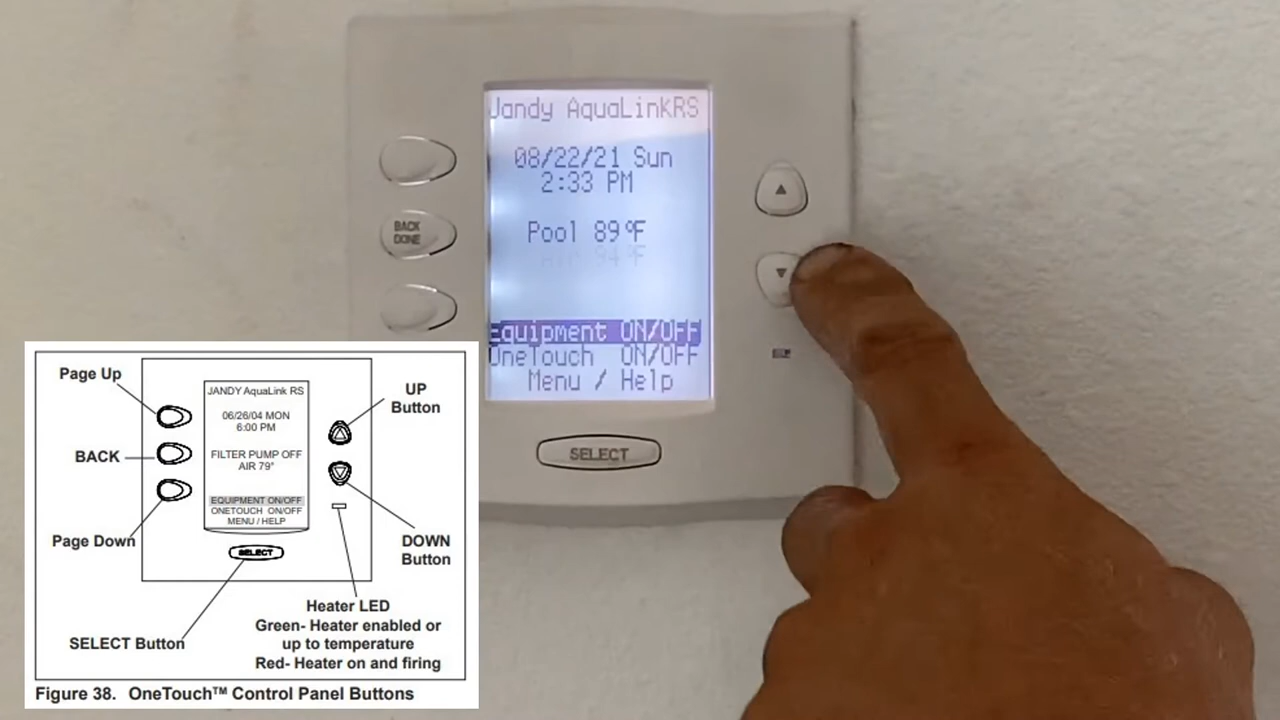 Jandy AquaLinkRS
08/22/21 Sun
2:33 PM
Pool 89°F
Air 94°F
Equipment ON/OFF
OneTouch ON/OFF
Menu / Help
BACK
DONE
SELECT
Page Up
BACK
Page Down
SELECT Button
JANDY AquaLink RS
06/26/04 MON
6:00 PM
FILTER PUMP OFF
AIR 79°
EQUIPMENT ON/OFF
ONETOUCH ON/OFF
MENU / HELP
SELECT
UP
Button
DOWN
Button
Heater LED
Green- Heater enabled or
up to temperature
Red- Heater on and firing
Figure 38. OneTouch™ Control Panel Buttons